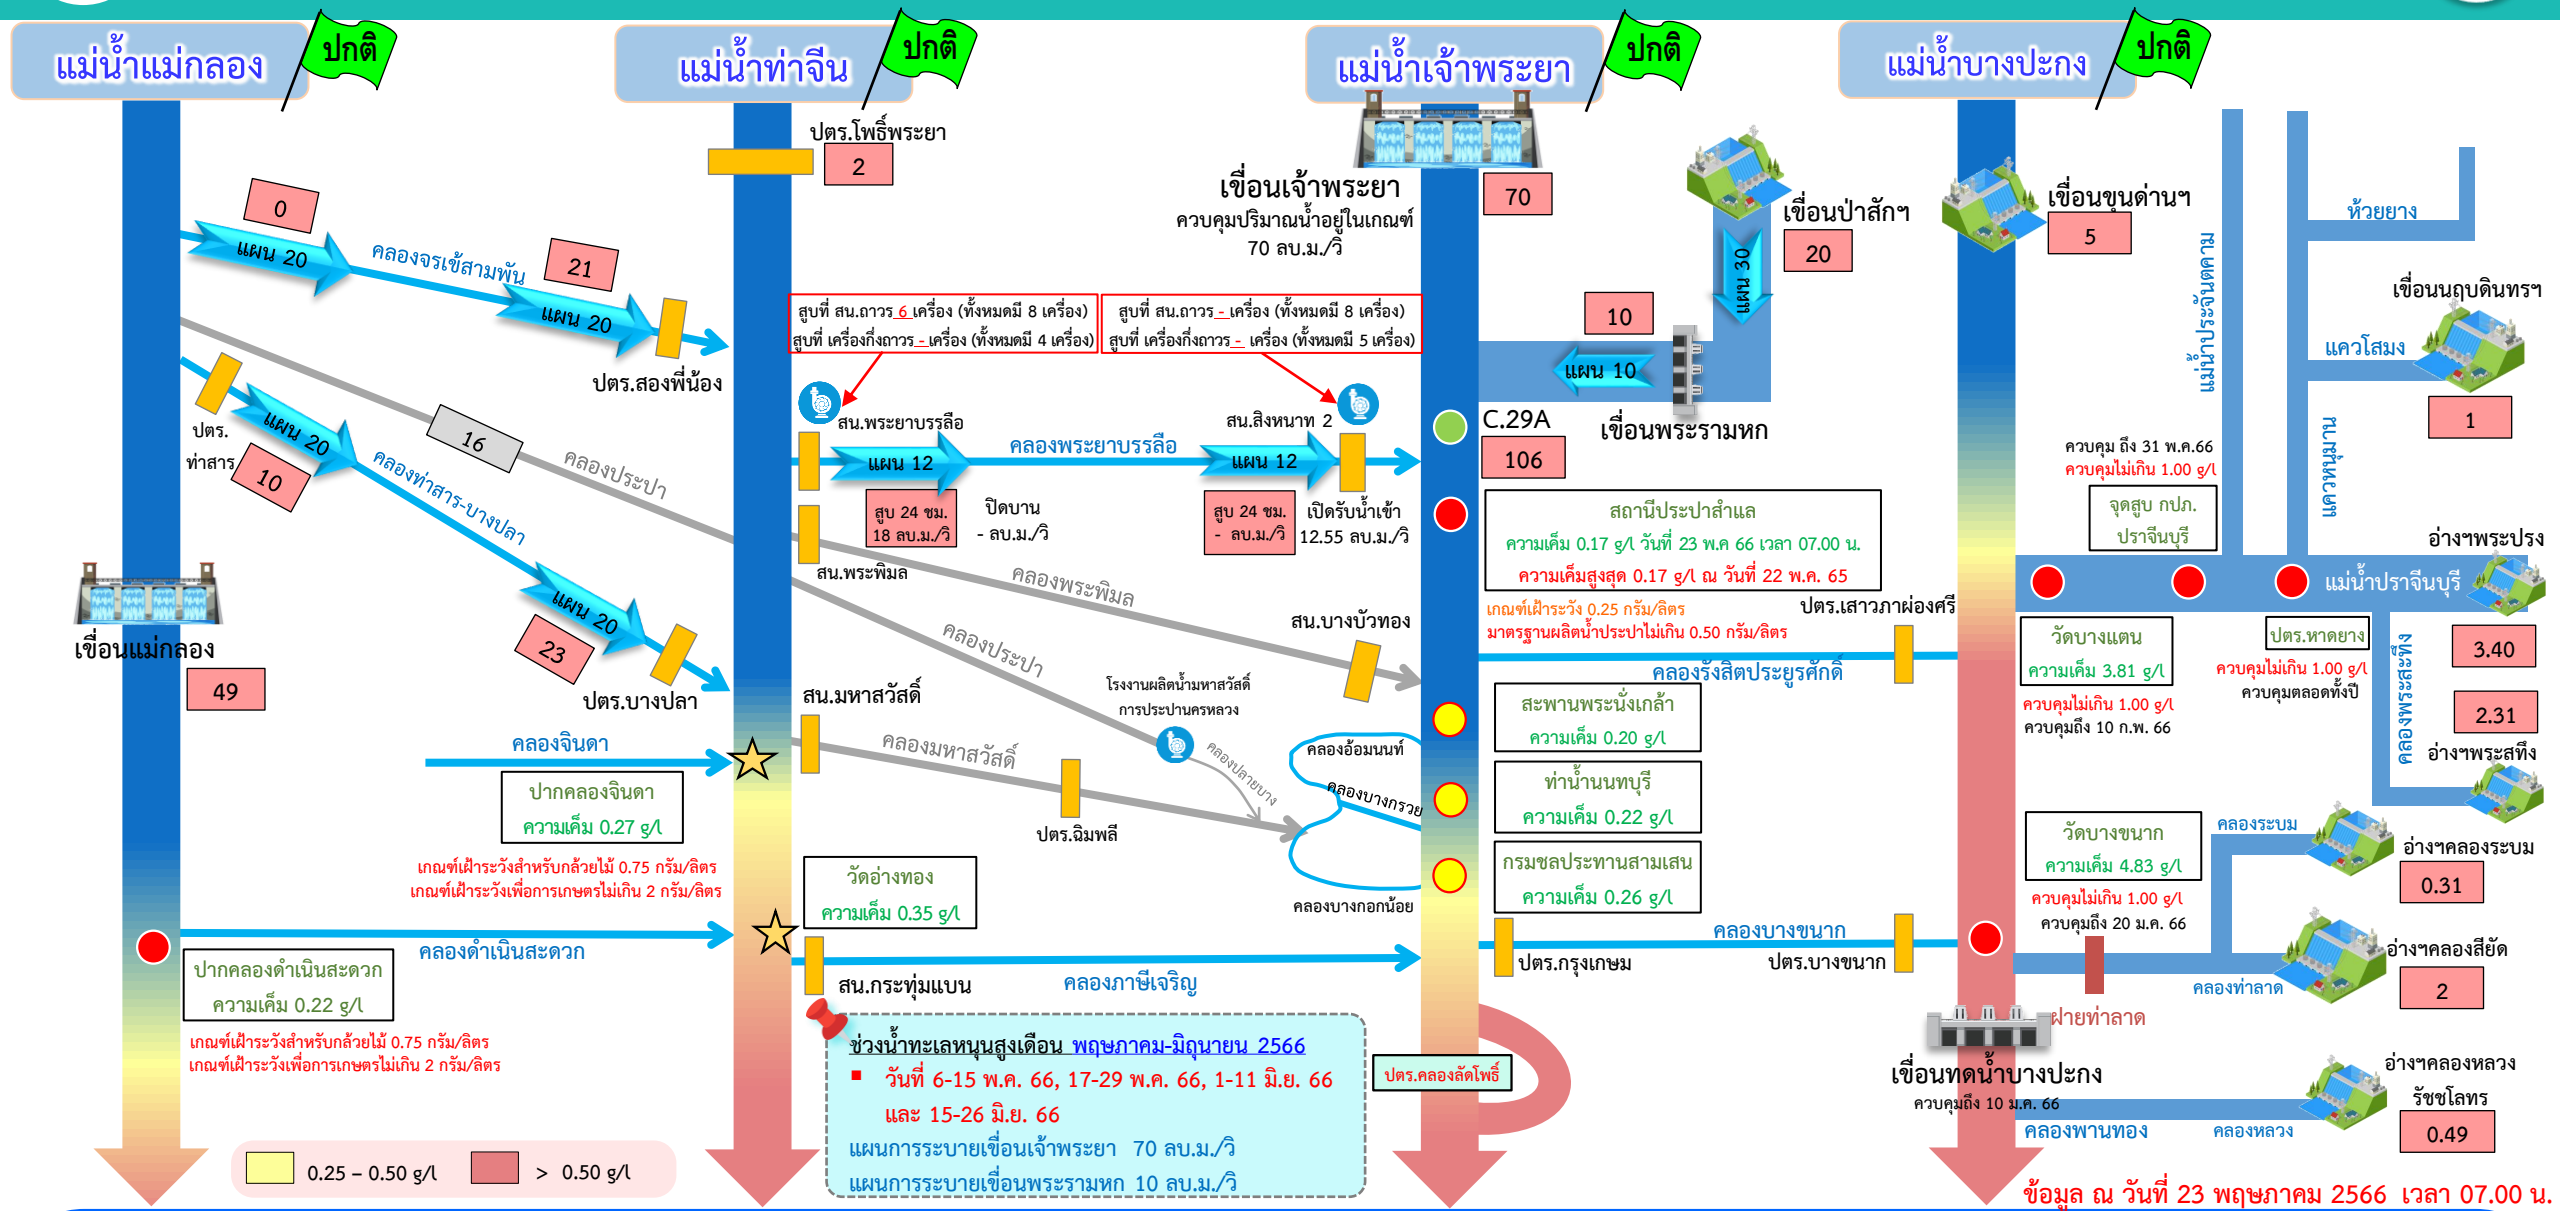 แม่น้ำแม่กลอง
ปกติ
แม่น้ำท่าจีน
ปกติ
แม่น้ำเจ้าพระยา
ปกติ
แม่น้ำบางปะกง
ปกติ
ปตร.โพธิ์พระยา
2
0
แผน 20
คลองจรเข้สามพัน
21
แผน 20
ปตร.สองพี่น้อง
เขื่อนเจ้าพระยา
ควบคุมปริมาณน้ำอยู่ในเกณฑ์
70 ลบ.ม./วิ
70
เขื่อนป่าสักฯ
20
แผน 30
10
แผน 10
เขื่อนพระรามหก
เขื่อนขุนด่านฯ
5
แม่น้ำประจันตคาม
ห้วยยาง
เขื่อนนฤบดินทรฯ
แควโสมง
1
แควหนุมาน
สูบที่ สน.ถาวร 6 เครื่อง (ทั้งหมดมี 8 เครื่อง)
สูบที่ เครื่องกึ่งถาวร - เครื่อง (ทั้งหมดมี 4 เครื่อง)
สูบที่ สน.ถาวร - เครื่อง (ทั้งหมดมี 8 เครื่อง)
สูบที่ เครื่องกึ่งถาวร - เครื่อง (ทั้งหมดมี 5 เครื่อง)
ปตร.
ท่าสาร
แผน 20
10
คลองท่าสาร-บางปลา
16
คลองประปา
แผน 20
23
ปตร.บางปลา
สน.พระยาบรรลือ
แผน 12
คลองพระยาบรรลือ
สน.สิงหนาท 2
แผน 12
สูบ 24 ชม.
18 ลบ.ม./วิ
ปิดบาน
- ลบ.ม./วิ
สูบ 24 ชม.
- ลบ.ม./วิ
เปิดรับน้ำเข้า
12.55 ลบ.ม./วิ
C.29A
106
สถานีประปาสำแล
ความเค็ม 0.17 g/l วันที่ 23 พ.ค 66 เวลา 07.00 น.
ความเค็มสูงสุด 0.17 g/l ณ วันที่ 22 พ.ค. 65
เกณฑ์เฝ้าระวัง 0.25 กรัม/ลิตร
มาตรฐานผลิตน้ำประปาไม่เกิน 0.50 กรัม/ลิตร
ปตร.เสาวภาผ่องศรี
คลองรังสิตประยูรศักดิ์
ควบคุม ถึง 31 พ.ค.66
ควบคุมไม่เกิน 1.00 g/l
จุดสูบ กปภ.
ปราจีนบุรี
อ่างฯพระปรง
แม่น้ำปราจีนบุรี
3.40
วัดบางแตน
ความเค็ม 3.81 g/l
ควบคุมไม่เกิน 1.00 g/l
ควบคุมถึง 10 ก.พ. 66
ปตร.หาดยาง
ควบคุมไม่เกิน 1.00 g/l
ควบคุมตลอดทั้งปี
คลองพระสะทึง
2.31
อ่างฯพระสทึง
สน.พระพิมล
คลองพระพิมล
สน.บางบัวทอง
คลองประปา
เขื่อนแม่กลอง
49
สน.มหาสวัสดิ์
คลองมหาสวัสดิ์
โรงงานผลิตน้ำมหาสวัสดิ์
การประปานครหลวง
คลองปลายบาง
ปตร.ฉิมพลี
คลองอ้อมนนท์
คลองบางกรวย
คลองบางกอกน้อย
สะพานพระนั่งเกล้า
ความเค็ม 0.20 g/l
ท่าน้ำนนทบุรี
ความเค็ม 0.22 g/l
กรมชลประทานสามเสน
ความเค็ม 0.26 g/l
คลองจินดา
ปากคลองจินดา
ความเค็ม 0.27 g/l
เกณฑ์เฝ้าระวังสำหรับกล้วยไม้ 0.75 กรัม/ลิตร
เกณฑ์เฝ้าระวังเพื่อการเกษตรไม่เกิน 2 กรัม/ลิตร
วัดอ่างทอง
ความเค็ม 0.35 g/l
วัดบางขนาก
ความเค็ม 4.83 g/l
ควบคุมไม่เกิน 1.00 g/l
ควบคุมถึง 20 ม.ค. 66
คลองระบม
อ่างฯคลองระบม
0.31
คลองดำเนินสะดวก
ปากคลองดำเนินสะดวก
ความเค็ม 0.22 g/l
เกณฑ์เฝ้าระวังสำหรับกล้วยไม้ 0.75 กรัม/ลิตร
เกณฑ์เฝ้าระวังเพื่อการเกษตรไม่เกิน 2 กรัม/ลิตร
สน.กระทุ่มแบน
คลองภาษีเจริญ
ปตร.กรุงเกษม
คลองบางขนาก
ปตร.บางขนาก
อ่างฯคลองสียัด
2
คลองท่าลาด
ฝายท่าลาด
ช่วงน้ำทะเลหนุนสูงเดือน พฤษภาคม-มิถุนายน 2566
วันที่ 6-15 พ.ค. 66, 17-29 พ.ค. 66, 1-11 มิ.ย. 66
และ 15-26 มิ.ย. 66
แผนการระบายเขื่อนเจ้าพระยา 70 ลบ.ม./วิ
แผนการระบายเขื่อนพระรามหก 10 ลบ.ม./วิ
ปตร.คลองลัดโพธิ์
เขื่อนทดน้ำบางปะกง
ควบคุมถึง 10 ม.ค. 66
คลองพานทอง
คลองหลวง
อ่างฯคลองหลวง
รัชชโลทร
0.49
0.25 – 0.50 g/l
> 0.50 g/l
ข้อมูล ณ วันที่ 23 พฤษภาคม 2566 เวลา 07.00 น.